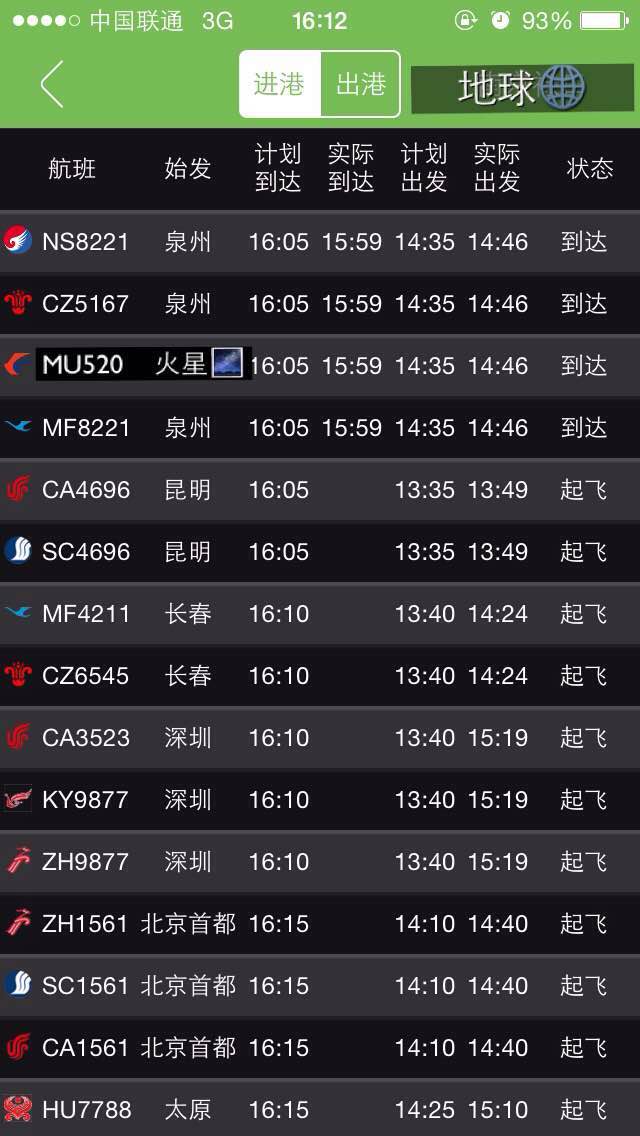 中国联通 3G 16:12 93%
进港 出港 地球
航班 始发 计划到达 实际到达 计划出发 实际出发 状态
NS8221 泉州 16:05 15:59 14:35 14:46 到达
CZ5167 泉州 16:05 15:59 14:35 14:46 到达
MU520 火星 16:05 15:59 14:35 14:46 到达
MF8221 泉州 16:05 15:59 14:35 14:46 到达
CA4696 昆明 16:05 13:35 13:49 起飞
SC4696 昆明 16:05 13:35 13:49 起飞
MF4211 长春 16:10 13:40 14:24 起飞
CZ6545 长春 16:10 13:40 14:24 起飞
CA3523 深圳 16:10 13:40 15:19 起飞
KY9877 深圳 16:10 13:40 15:19 起飞
ZH9877 深圳 16:10 13:40 15:19 起飞
ZH1561 北京首都 16:15 14:10 14:40 起飞
SC1561 北京首都 16:15 14:10 14:40 起飞
CA1561 北京首都 16:15 14:10 14:40 起飞
HU7788 太原 16:15 14:25 15:10 起飞